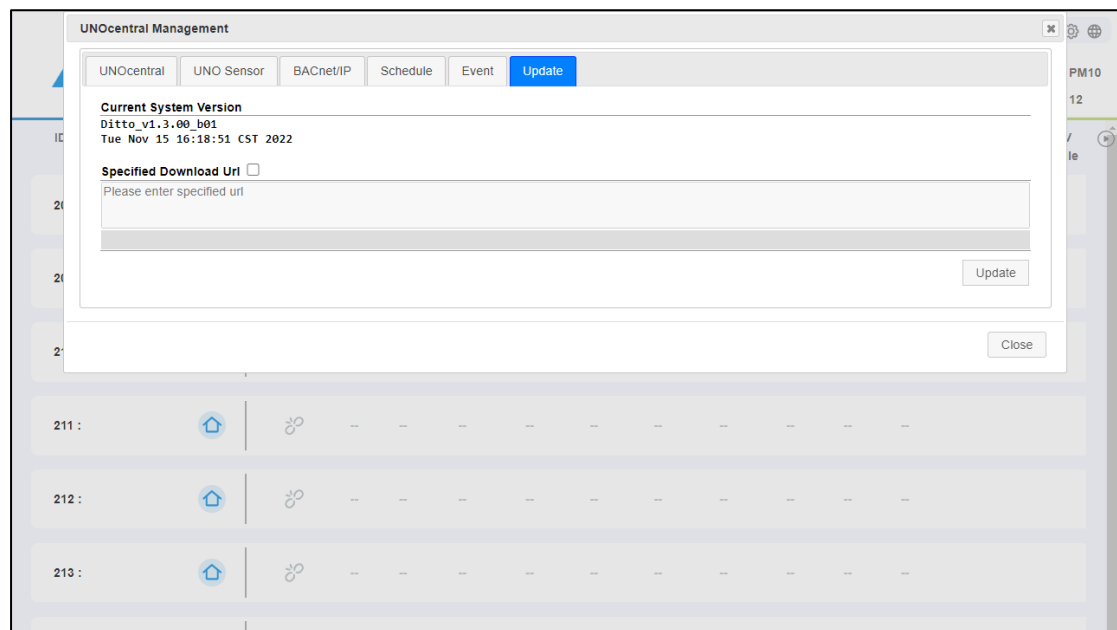 UNOcentral Management
UNOcentral UNO Sensor BACnet/IP Schedule Event Update
PM10
12
Current System Version
Ditto_v1.3.00_b01
Tue Nov 15 16:18:51 CST 2022
Specified Download Url
Please enter specified url
Update
Close
211 : -- -- -- -- -- -- -- -- --
212 : -- -- -- -- -- -- -- -- --
213 : -- -- -- -- -- -- -- -- --